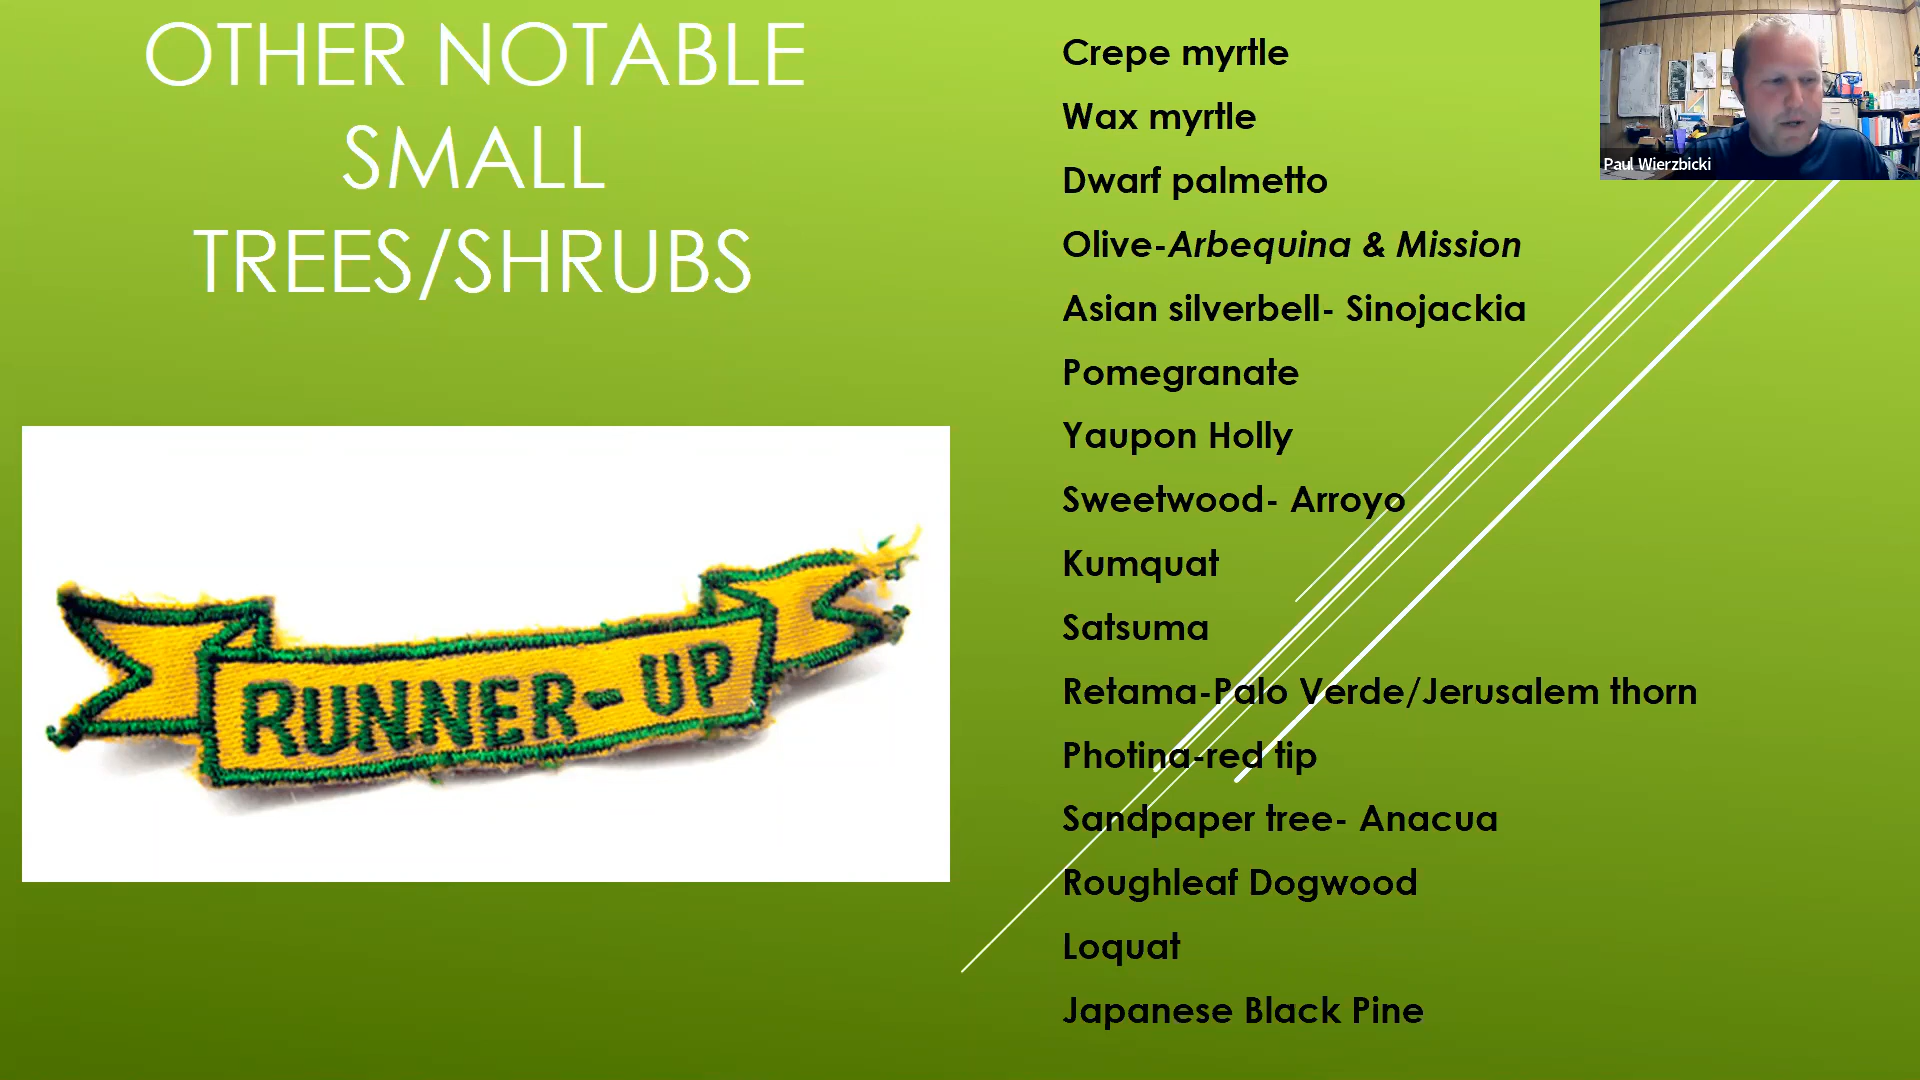 OTHER NOTABLE
SMALL
TREES/SHRUBS
RUNNER-UP
Crepe myrtle
Wax myrtle
Dwarf palmetto
Olive-Arbequina & Mission
Asian silverbell- Sinojackia
Pomegranate
Yaupon Holly
Sweetwood- Arroyo
Kumquat
Satsuma
Retama-Palo Verde/Jerusalem thorn
Photina-red tip
Sandpaper tree- Anacua
Roughleaf Dogwood
Loquat
Japanese Black Pine
Paul Wierzbicki